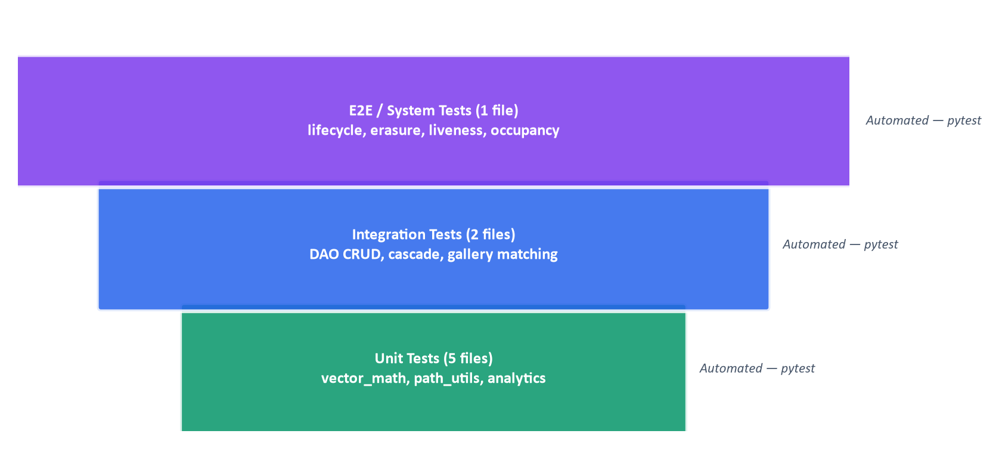 E2E / System Tests (1 file)
lifecycle, erasure, liveness, occupancy
Automated — pytest
Integration Tests (2 files)
DAO CRUD, cascade, gallery matching
Automated — pytest
Unit Tests (5 files)
vector_math, path_utils, analytics
Automated — pytest